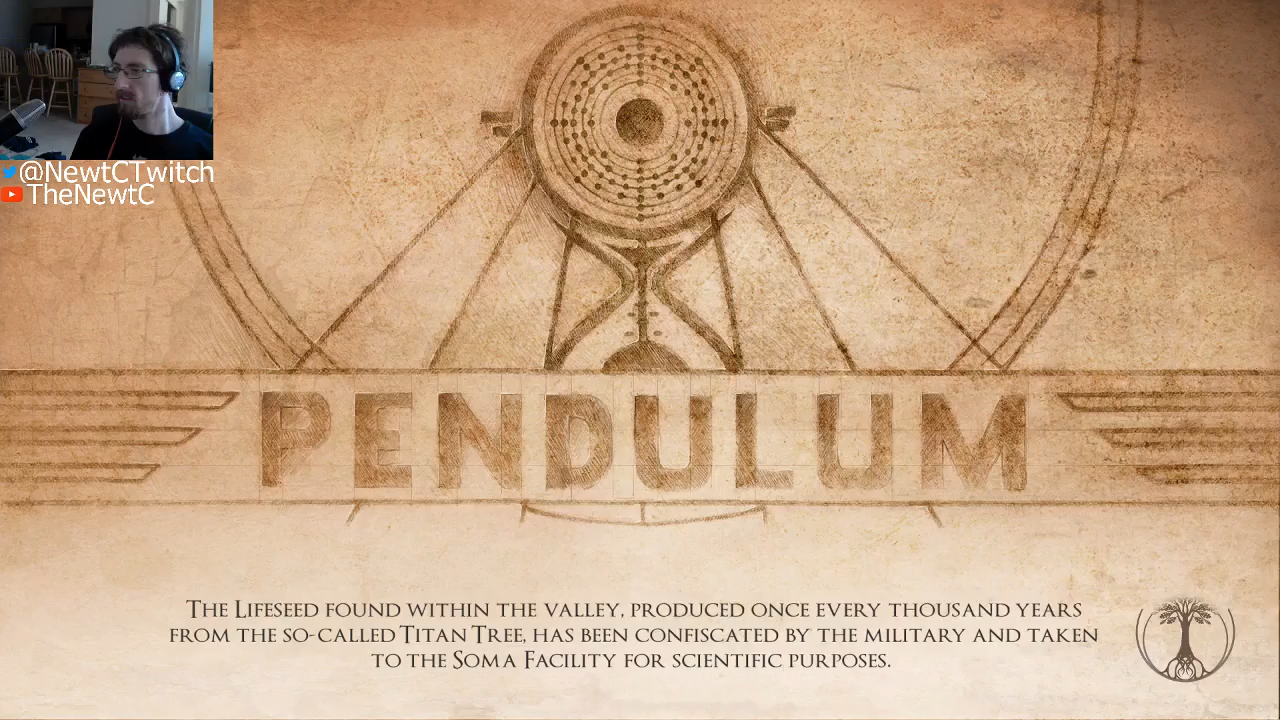 @NewtCTwitch
TheNewtC
PENDULUM
The Lifeseed found within the valley, produced once every thousand years
from the so-called Titan Tree, has been confiscated by the military and taken
to the Soma Facility for scientific purposes.